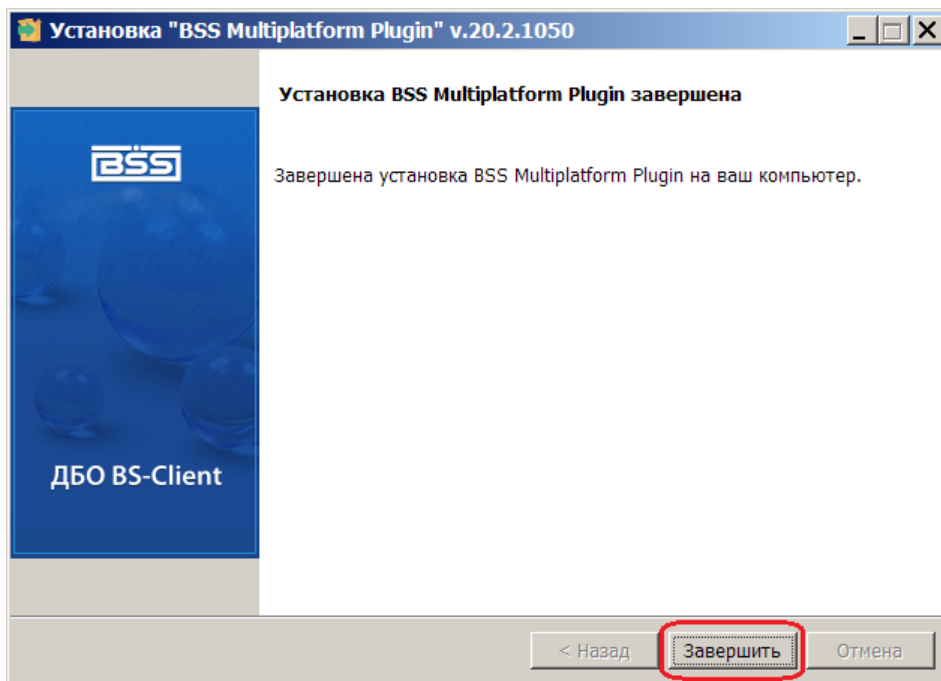 Установка "BSS Multiplatform Plugin" v.20.2.1050
Установка BSS Multiplatform Plugin завершена
BSS
Завершена установка BSS Multiplatform Plugin на ваш компьютер.
ДБО BS-Client
< Назад
Завершить
Отмена